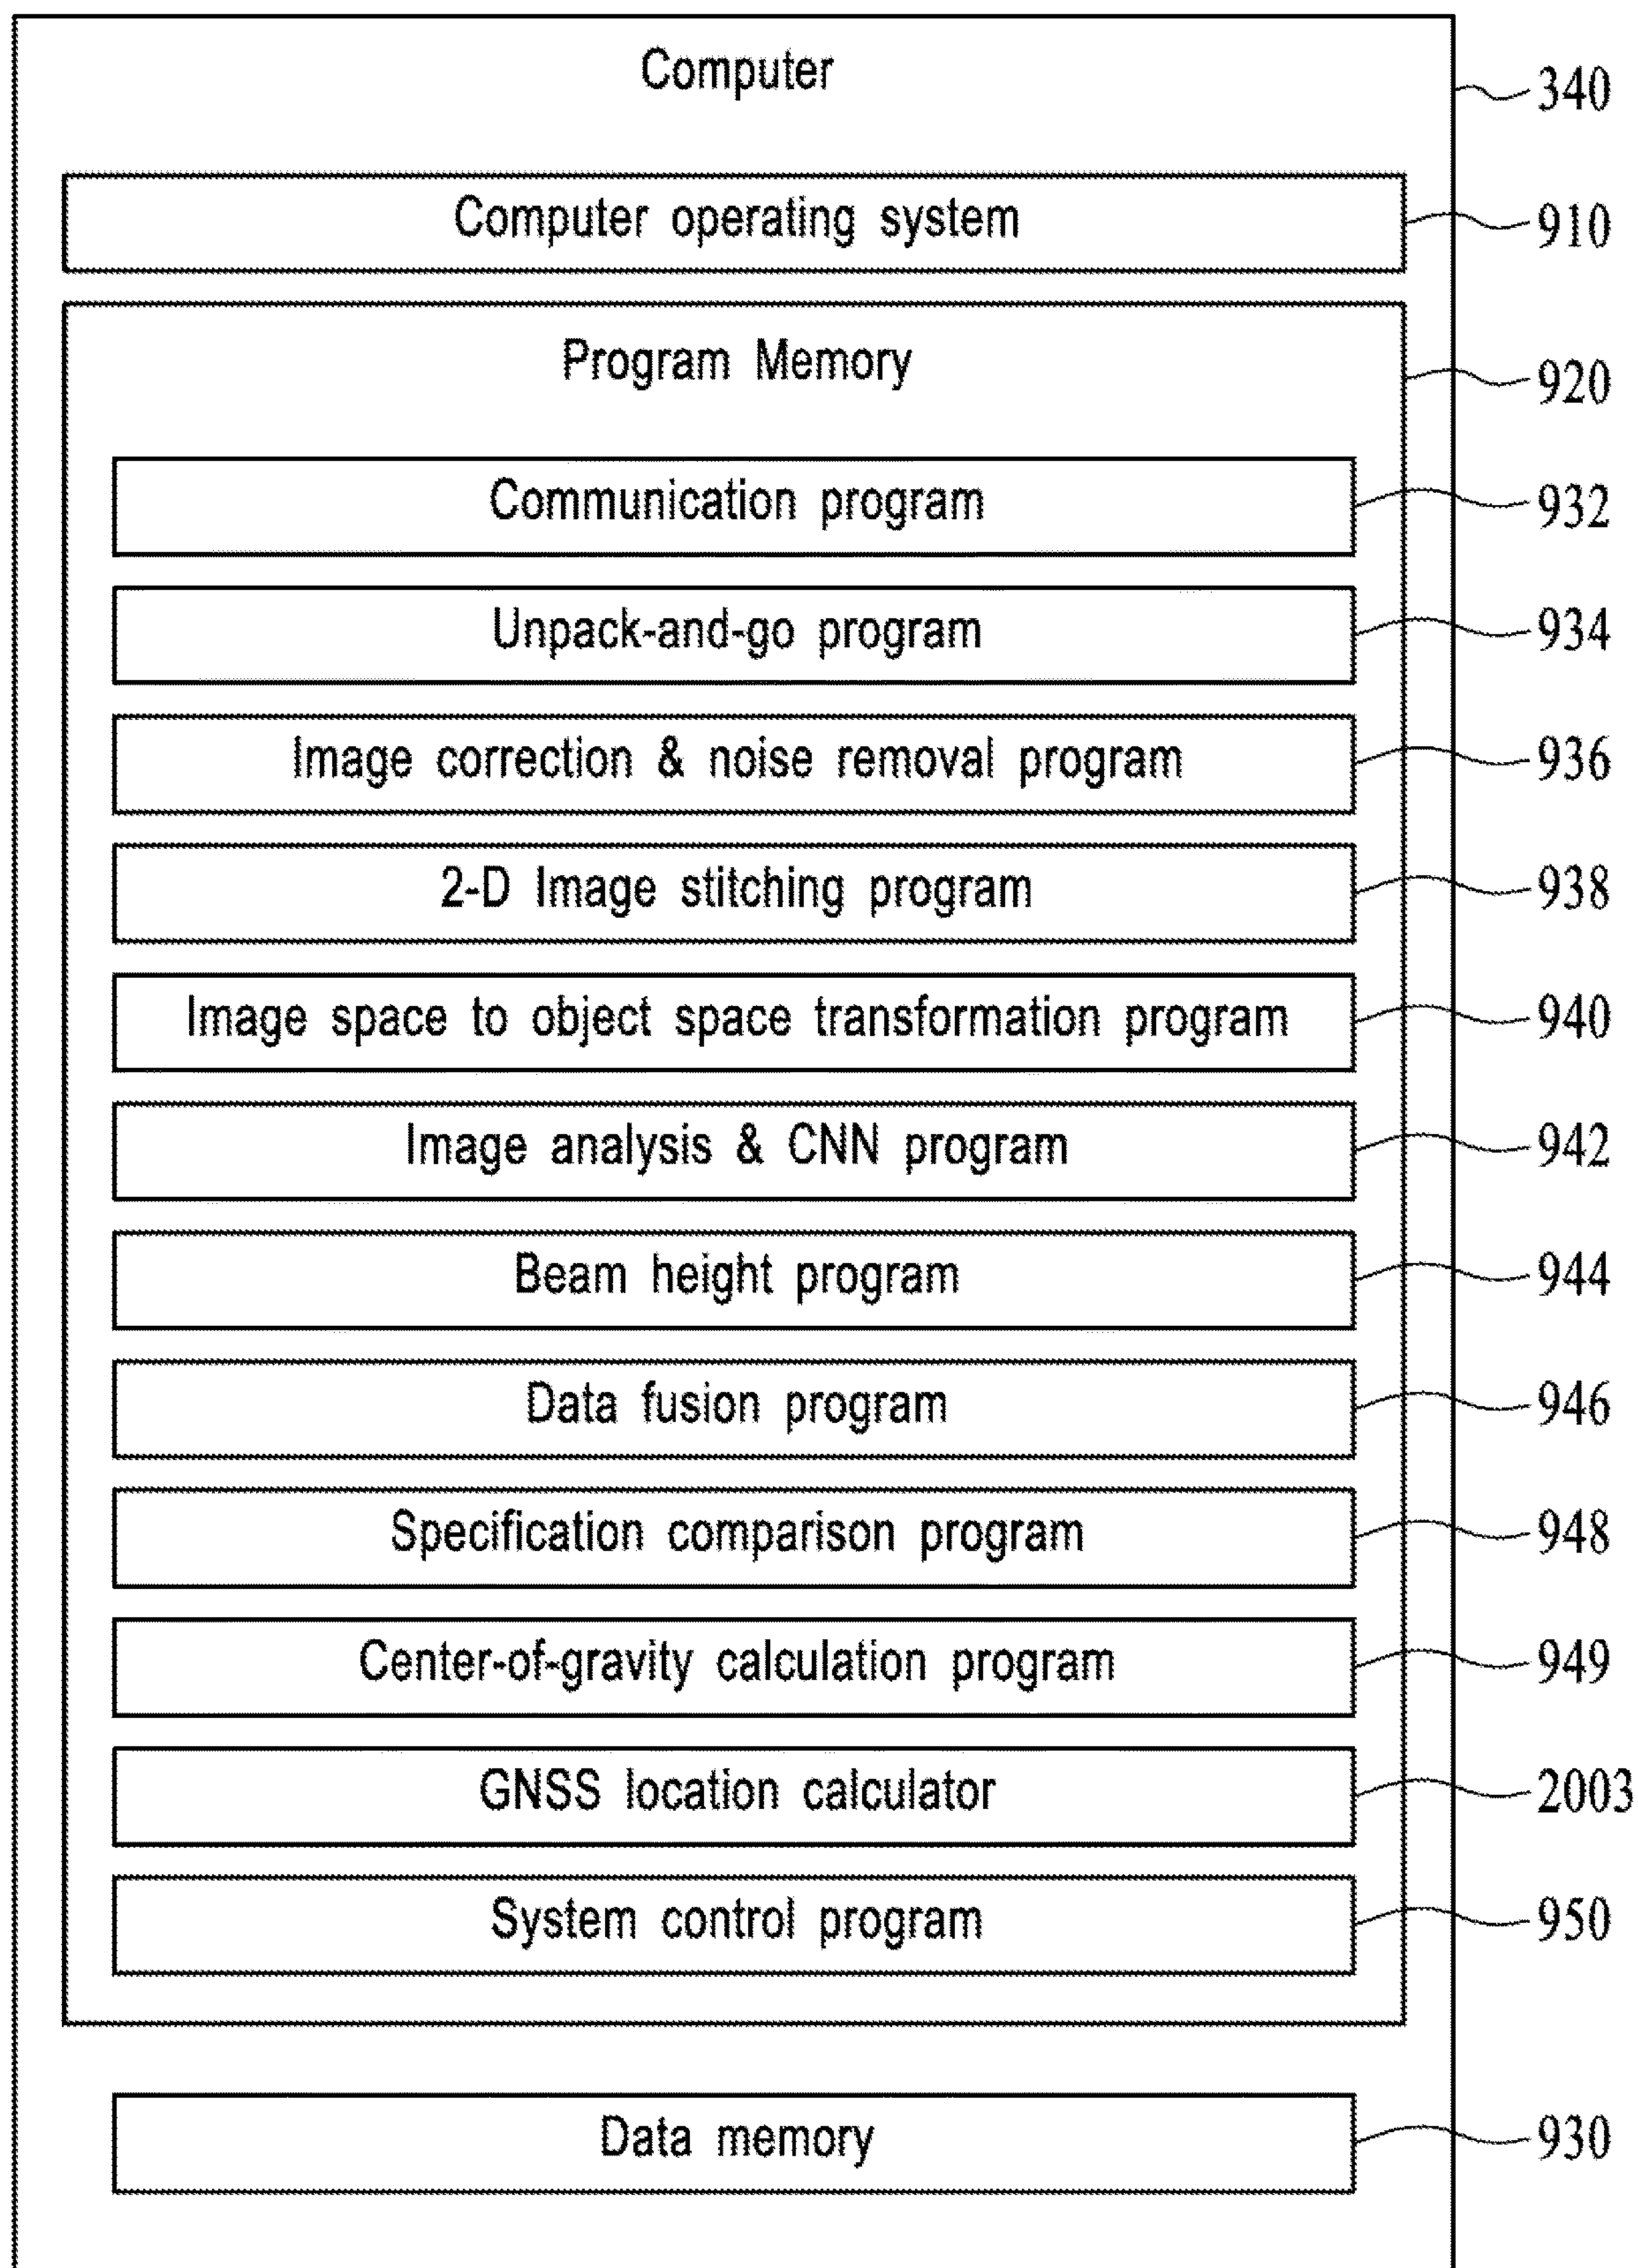 Computer
340
Computer operating system
910
Program Memory
920
Communication program
932
Unpack-and-go program
934
Image correction & noise removal program
936
2-D Image stitching program
938
Image space to object space transformation program
940
Image analysis & CNN program
942
Beam height program
944
Data fusion program
946
Specification comparison program
948
Center-of-gravity calculation program
949
GNSS location calculator
2003
System control program
950
Data memory
930